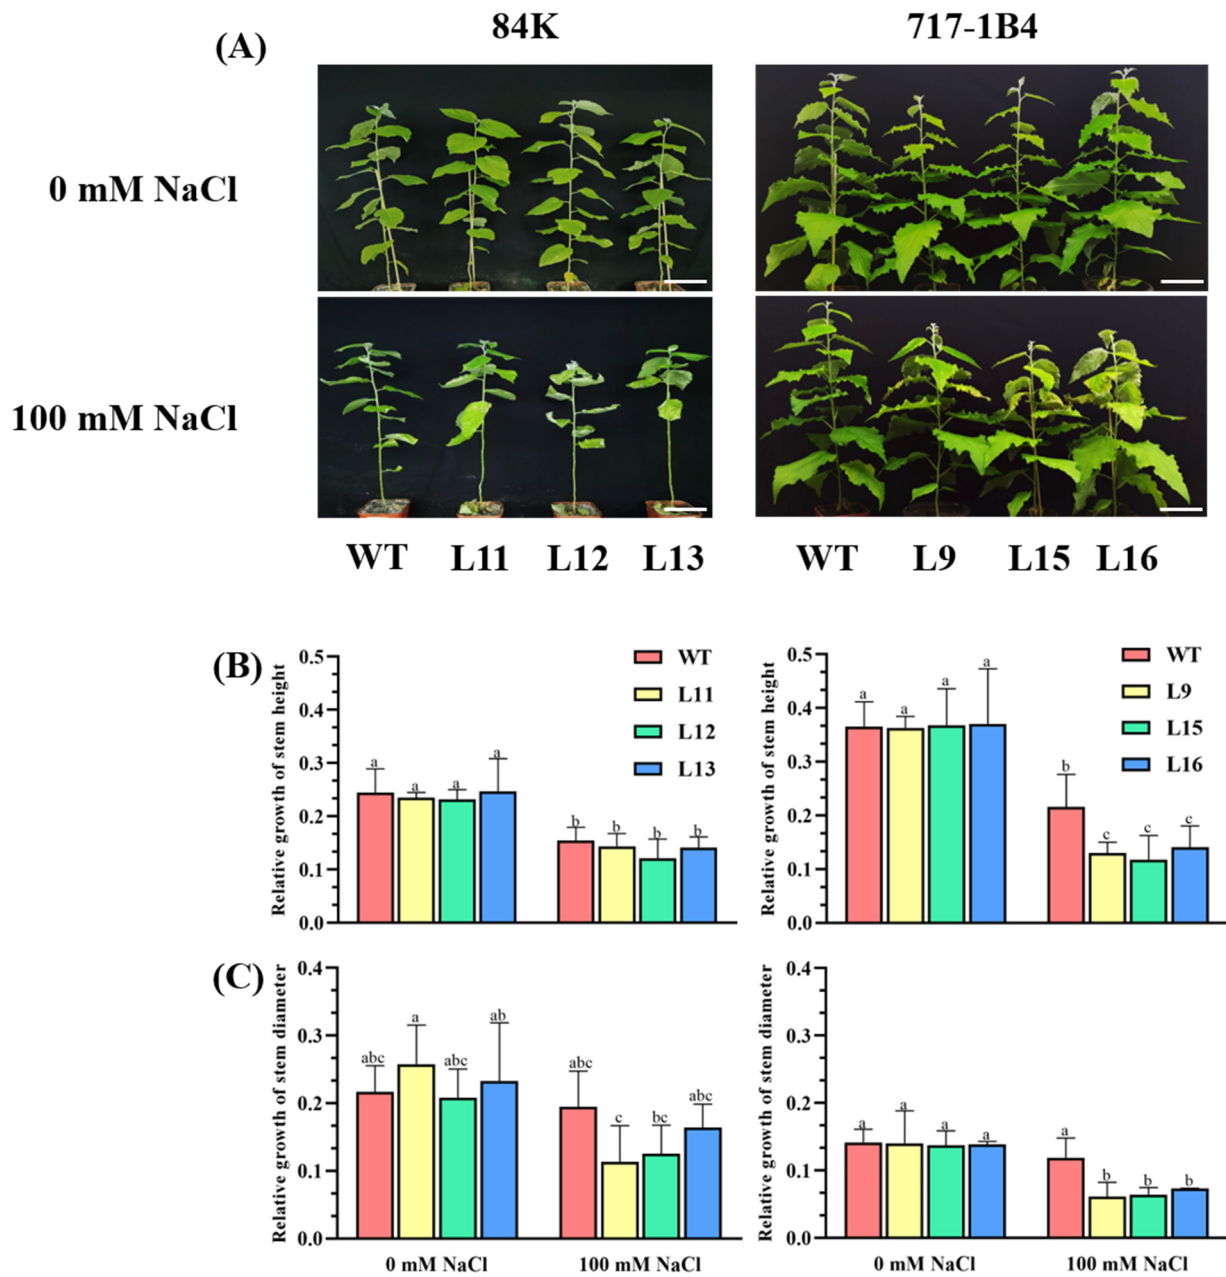 84K 717-1B4
(A)
0 mM NaCl
100 mM NaCl
WT L11 L12 L13 WT L9 L15 L16
(B)
Relative growth of stem height
0.5
0.4
0.3
0.2
0.1
0.0
a a a a b b b b
WT
L11
L12
L13
Relative growth of stem height
0.5
0.4
0.3
0.2
0.1
0.0
a a a a b c c c
WT
L9
L15
L16
(C)
Relative growth of stem diameter
0.4
0.3
0.2
0.1
0.0
abc a abc ab abc c bc abc
0 mM NaCl 100 mM NaCl
Relative growth of stem diameter
0.4
0.3
0.2
0.1
0.0
a a a a a b b b
0 mM NaCl 100 mM NaCl